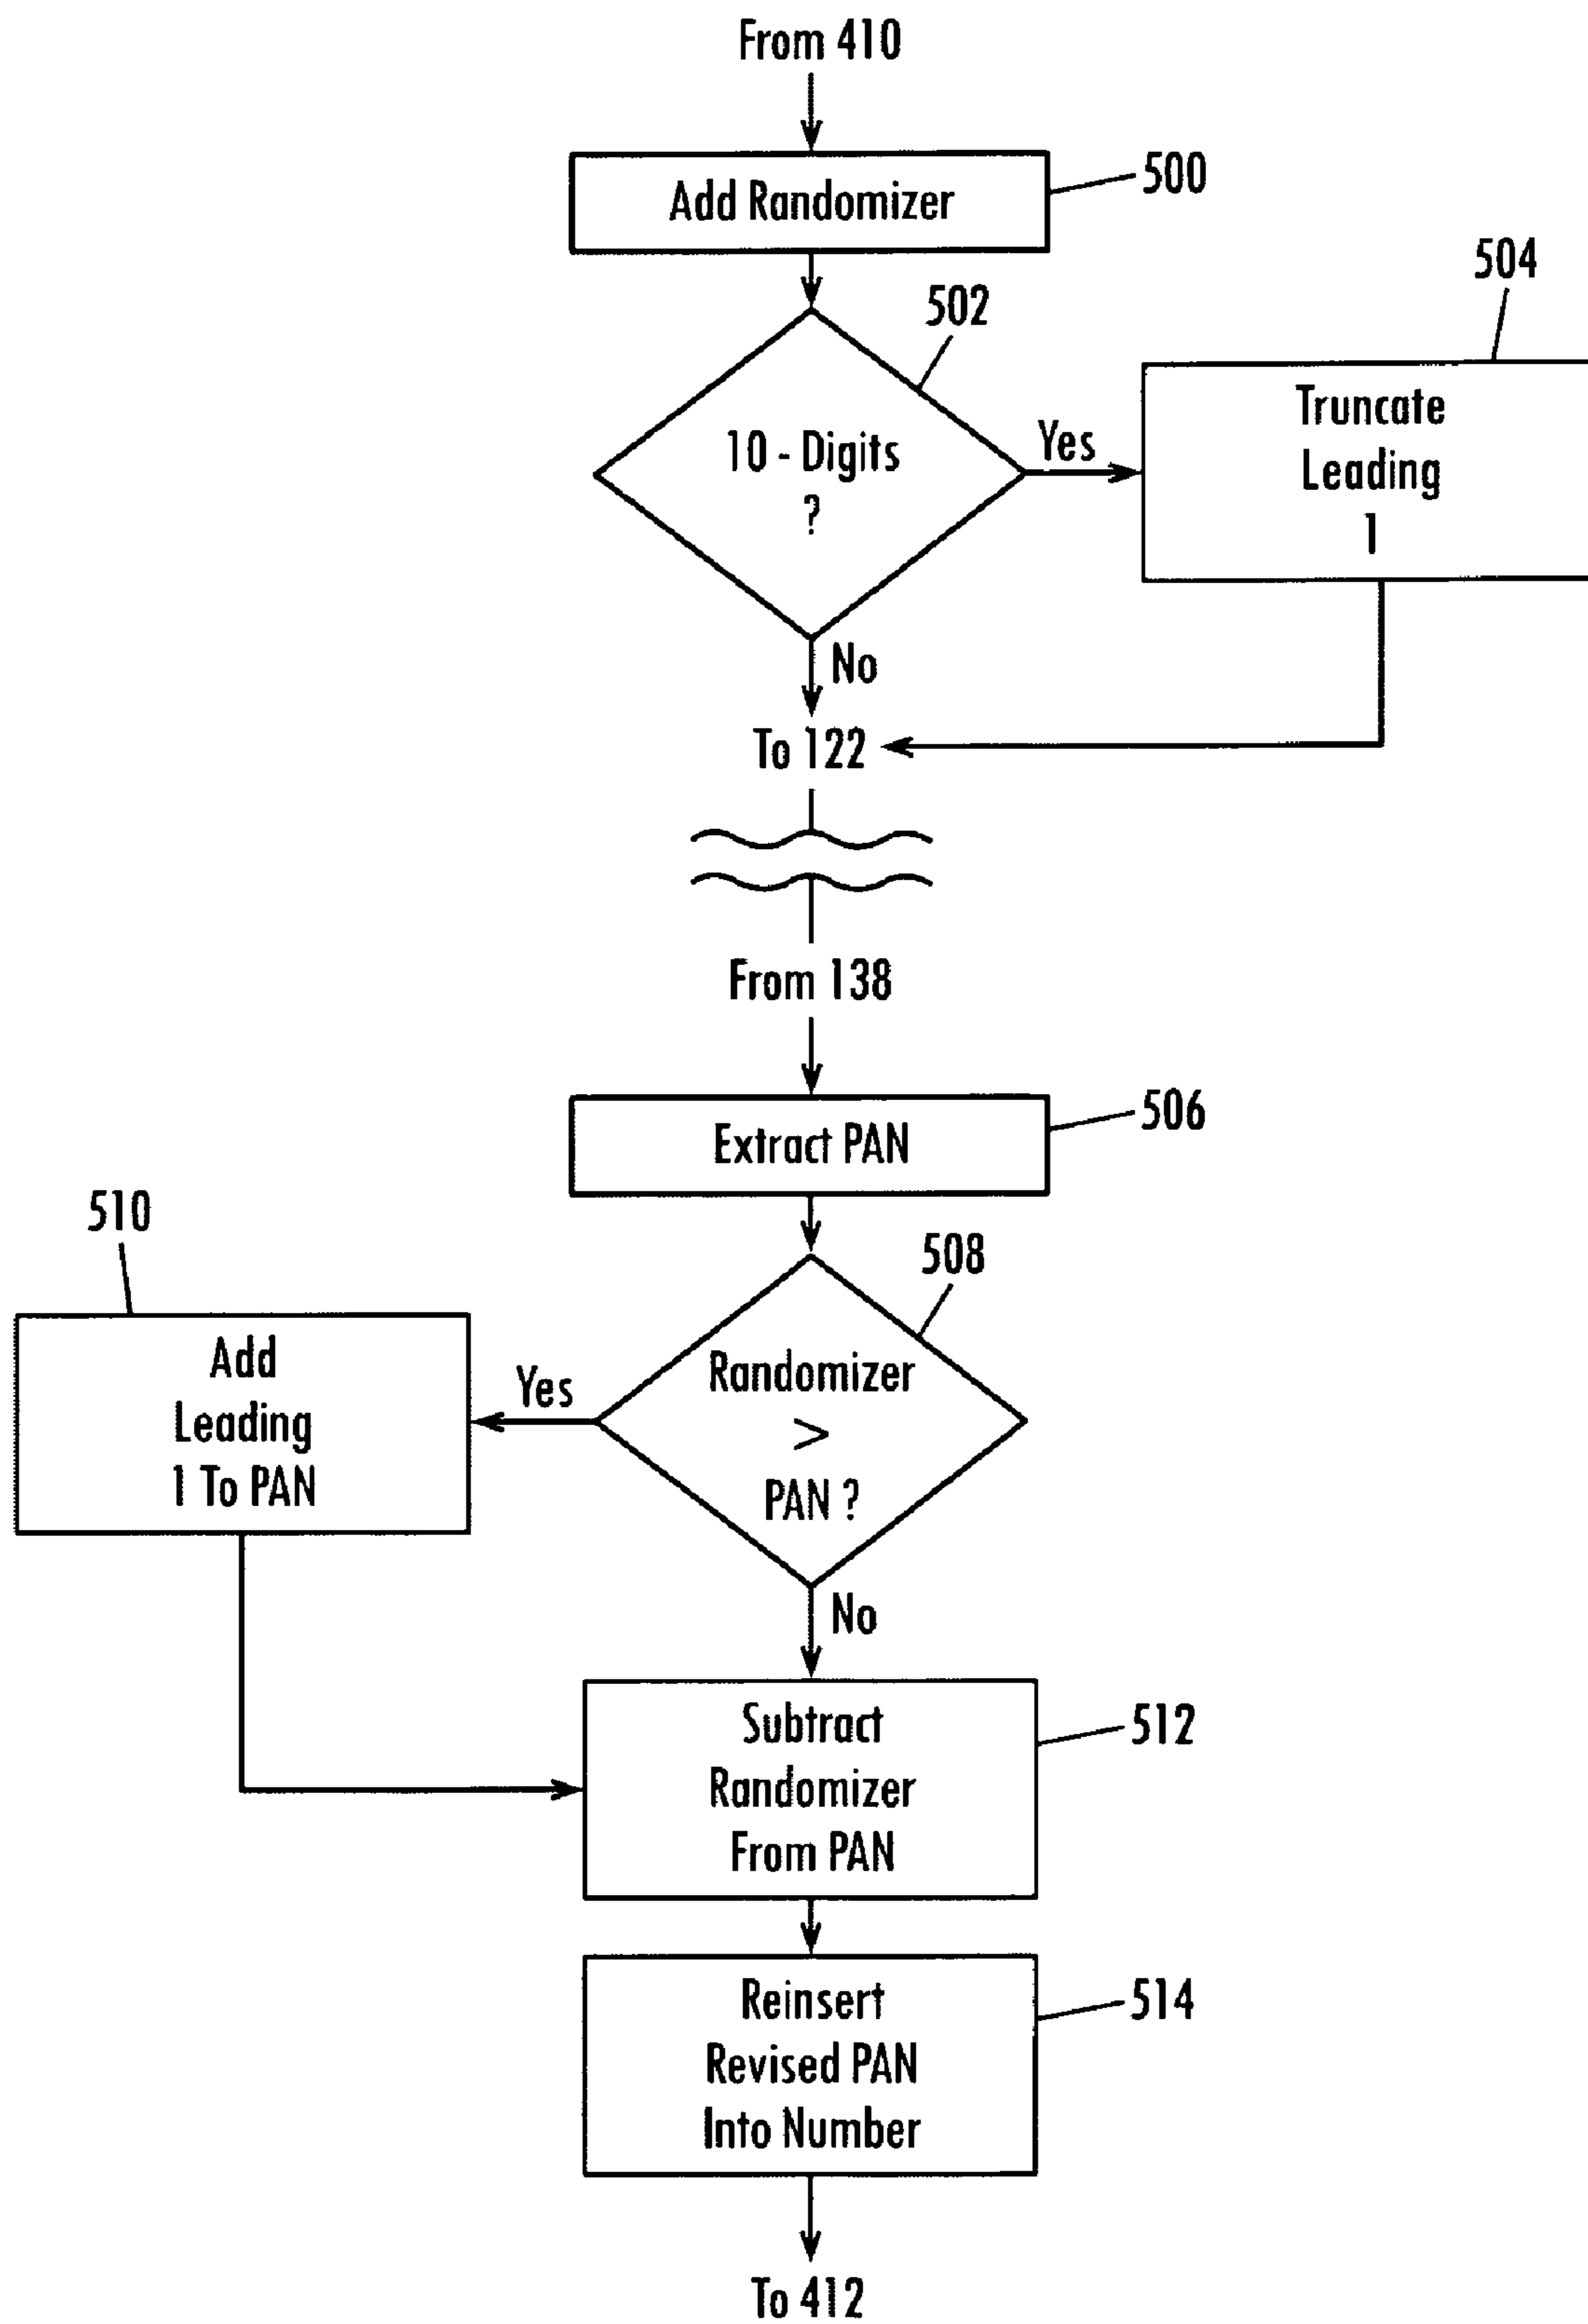 From 410
Add Randomizer
500
502
504
10 - Digits
?
Yes
Truncate
Leading
1
No
To 122
From 138
Extract PAN
506
510
508
Add
Leading
1 To PAN
Yes
Randomizer
>
PAN ?
No
Subtract
Randomizer
From PAN
512
Reinsert
Revised PAN
Into Number
514
To 412